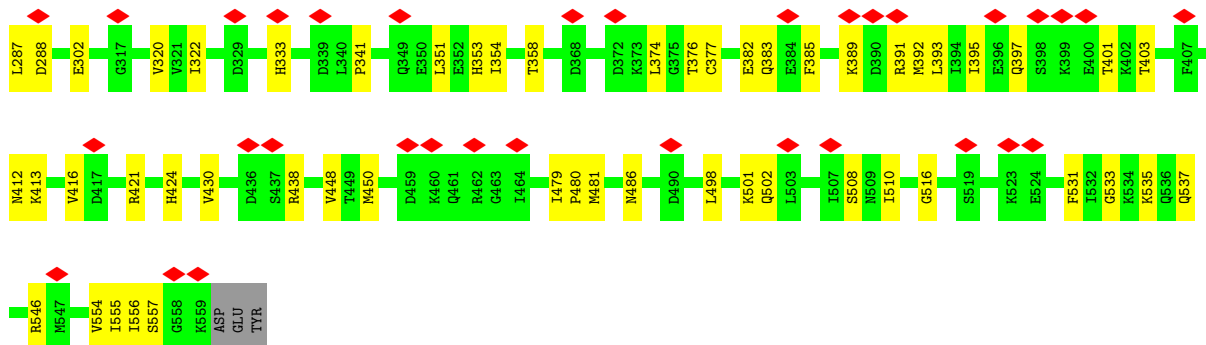 L287 D288 E302 G317 V320 V321 I322 D329 H333 D339 L340 P341 Q349 E350 L351 E352 H353 I354 T358 D368 D372 K373 L374 G375 T376 C377 E382 Q383 E384 F385 K389 D390 R391 M392 L393 I394 I395 E396 Q397 S398 K399 E400 T401 K402 T403 F407
N412 K413 V416 D417 R421 H424 V430 D436 S437 R438 V448 T449 M450 D459 K460 Q461 R462 G463 I464 I479 P480 M481 N486 D490 L498 K501 Q502 L503 I507 S508 N509 I510 G516 S519 K523 E524 F531 I532 G533 K534 K535 Q536 Q537
R546 M547 V554 I555 I556 S557 G558 K559 ASP GLU TYR